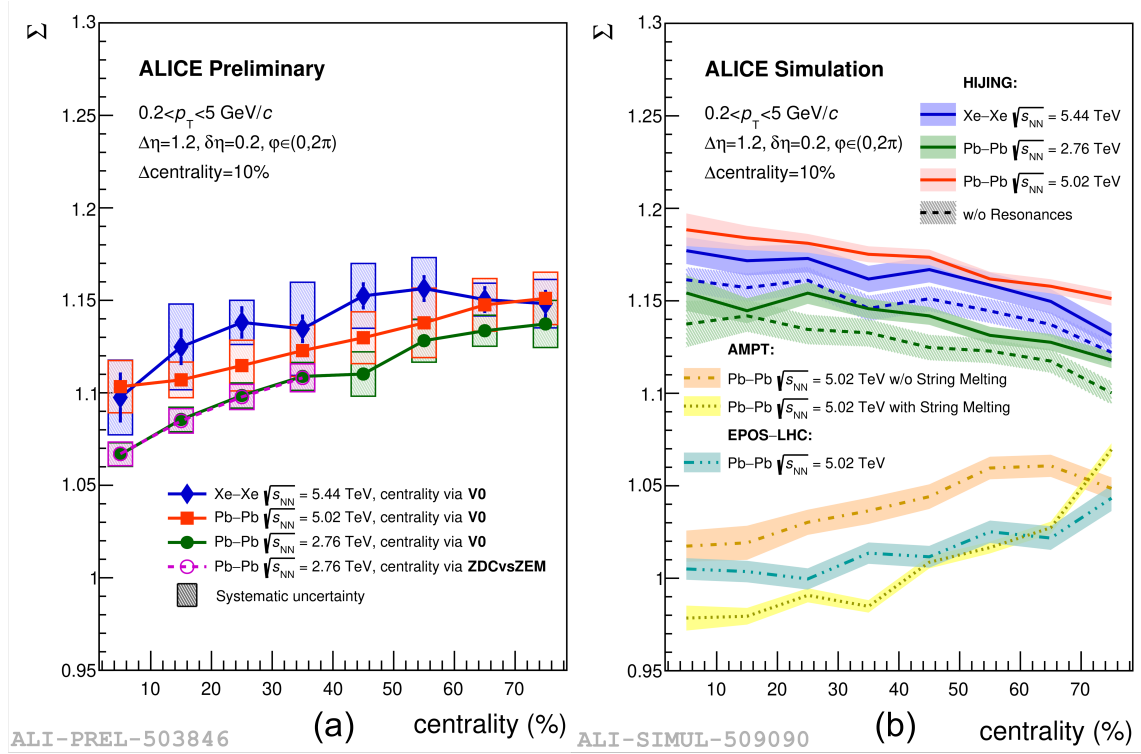 Σ
1.3
1.25
1.2
1.15
1.1
1.05
1
0.95
ALICE Preliminary
0.2<p_T<5 GeV/c
Δη=1.2, δη=0.2, φ∈(0,2π)
Δcentrality=10%
Xe–Xe √s_NN = 5.44 TeV, centrality via V0
Pb–Pb √s_NN = 5.02 TeV, centrality via V0
Pb–Pb √s_NN = 2.76 TeV, centrality via V0
Pb–Pb √s_NN = 2.76 TeV, centrality via ZDCvsZEM
Systematic uncertainty
10 20 30 40 50 60 70
(a) centrality (%)
ALI-PREL-503846
Σ
1.3
1.25
1.2
1.15
1.1
1.05
1
0.95
ALICE Simulation
0.2<p_T<5 GeV/c
Δη=1.2, δη=0.2, φ∈(0,2π)
Δcentrality=10%
HIJING:
Xe–Xe √s_NN = 5.44 TeV
Pb–Pb √s_NN = 2.76 TeV
Pb–Pb √s_NN = 5.02 TeV
w/o Resonances
AMPT:
Pb–Pb √s_NN = 5.02 TeV w/o String Melting
Pb–Pb √s_NN = 5.02 TeV with String Melting
EPOS–LHC:
Pb–Pb √s_NN = 5.02 TeV
10 20 30 40 50 60 70
(b) centrality (%)
ALI-SIMUL-509090